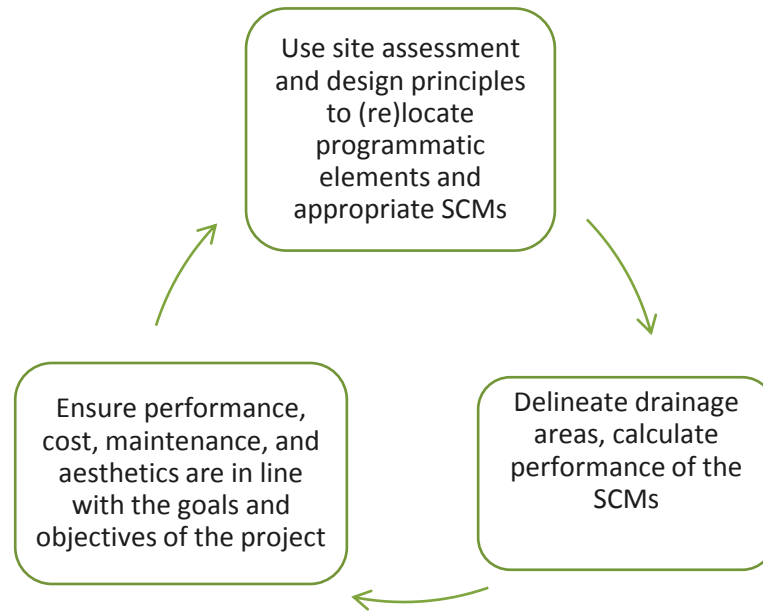 Use site assessment
and design principles
to (re)locate
programmatic
elements and
appropriate SCMs
Delineate drainage
areas, calculate
performance of the
SCMs
Ensure performance,
cost, maintenance, and
aesthetics are in line
with the goals and
objectives of the project